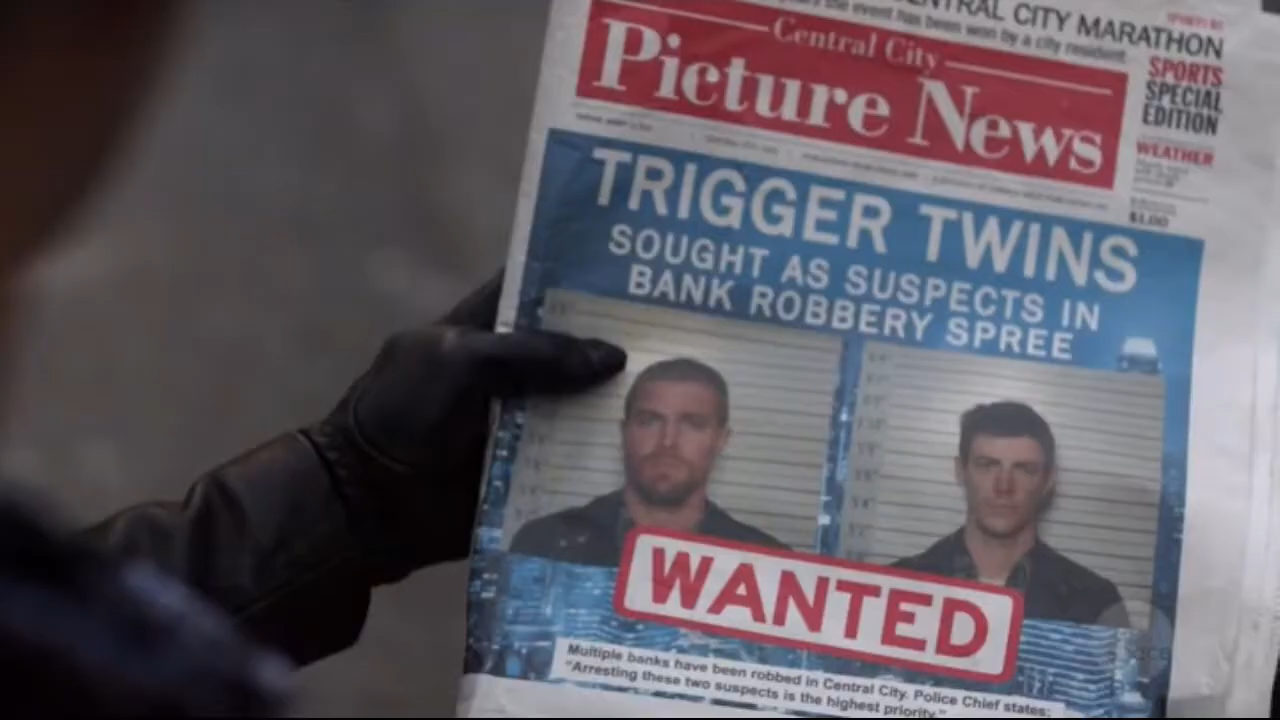 CENTRAL CITY MARATHON
the event has been won by a city resident
Central City
Picture News
SPORTS
SPECIAL
EDITION
WEATHER
$1.00
TRIGGER TWINS
SOUGHT AS SUSPECTS IN
BANK ROBBERY SPREE
WANTED
Multiple banks have been robbed in Central City. Police Chief states:
"Arresting these two suspects is the highest priority."